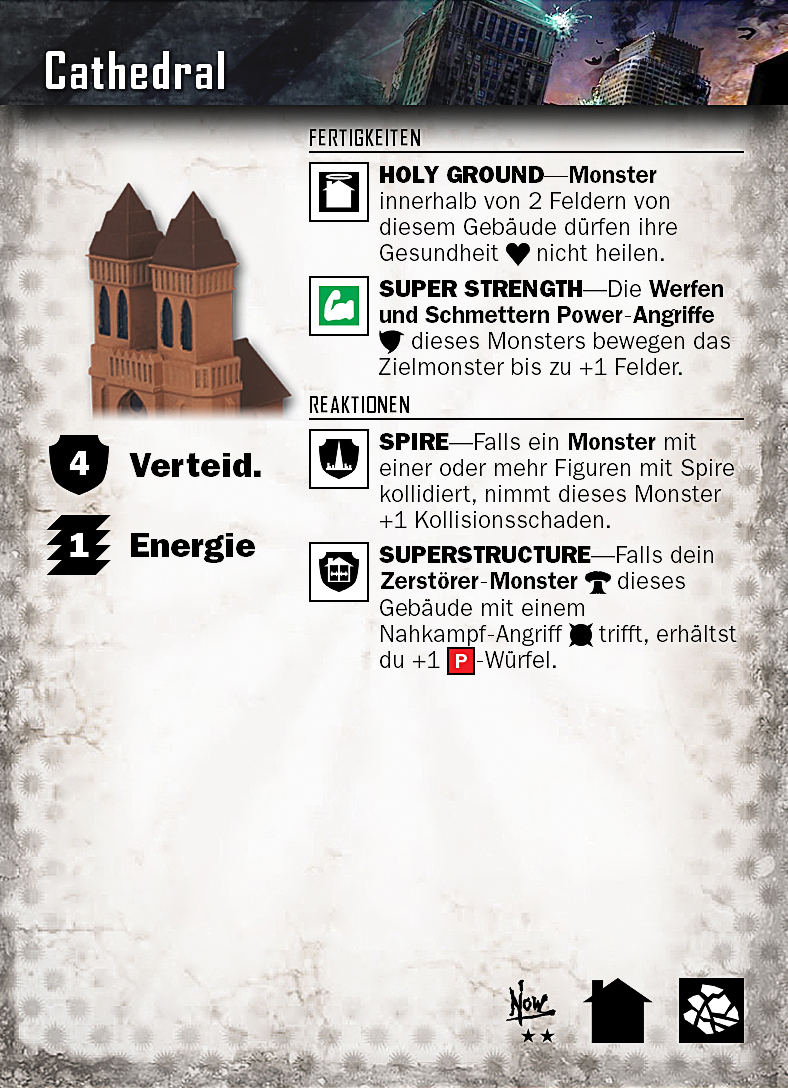 Cathedral
FERTIGKEITEN
HOLY GROUND—Monster
innerhalb von 2 Feldern von
diesem Gebäude dürfen ihre
Gesundheit nicht heilen.
SUPER STRENGTH—Die Werfen
und Schmettern Power-Angriffe
dieses Monsters bewegen das
Zielmonster bis zu +1 Felder.
REAKTIONEN
SPIRE—Falls ein Monster mit
einer oder mehr Figuren mit Spire
kollidiert, nimmt dieses Monster
+1 Kollisionsschaden.
SUPERSTRUCTURE—Falls dein
Zerstörer-Monster dieses
Gebäude mit einem
Nahkampf-Angriff trifft, erhältst
du +1 P-Würfel.
4 Verteid.
1 Energie
Now